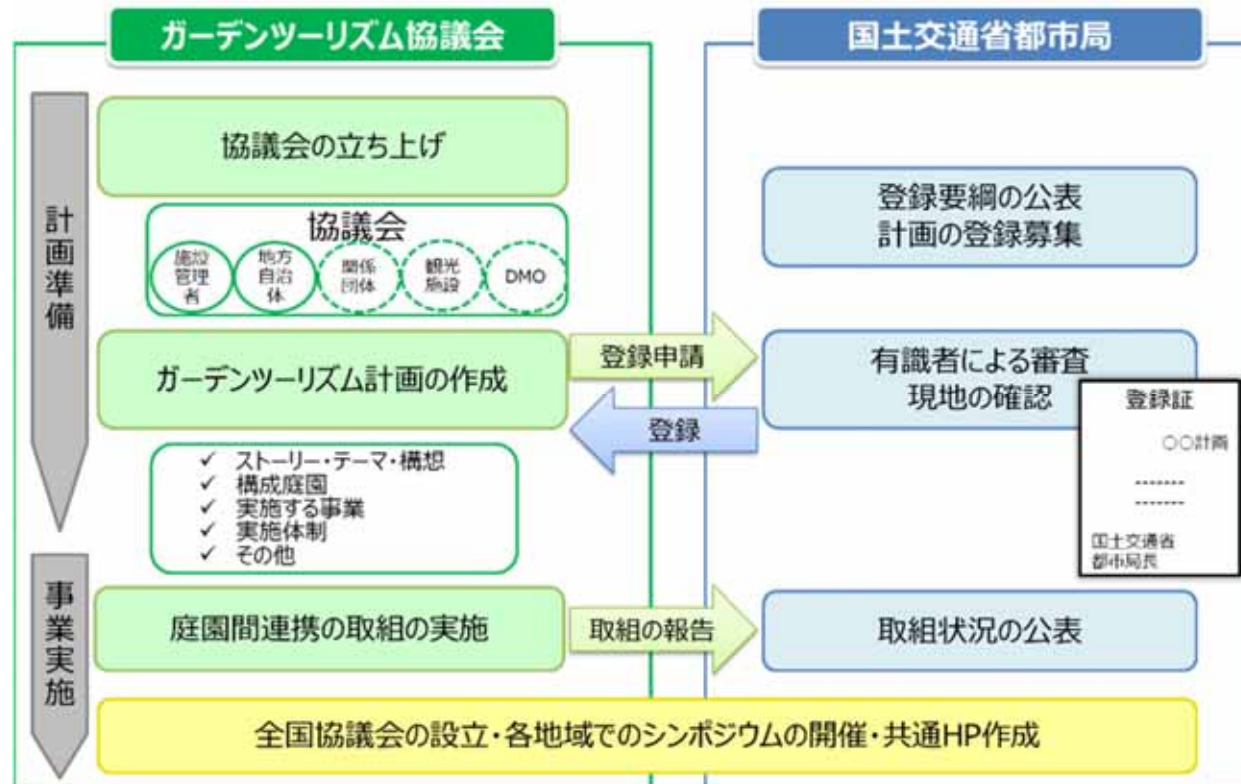 ガーデンツーリズム協議会
国土交通省都市局
計画準備
協議会の立ち上げ
登録要綱の公表
計画の登録募集
協議会
施設
管理
者
地方
自治
体
関係
団体
観光
施設
DMO
ガーデンツーリズム計画の作成
登録申請
登録
有識者による審査
現地の確認
登録証
○○計画
-------
-------
国土交通省
都市局長
✓ ストーリー・テーマ・構想
✓ 構成庭園
✓ 実施する事業
✓ 実施体制
✓ その他
事業実施
庭園間連携の取組の実施
取組の報告
取組状況の公表
全国協議会の設立・各地域でのシンポジウムの開催・共通HP作成